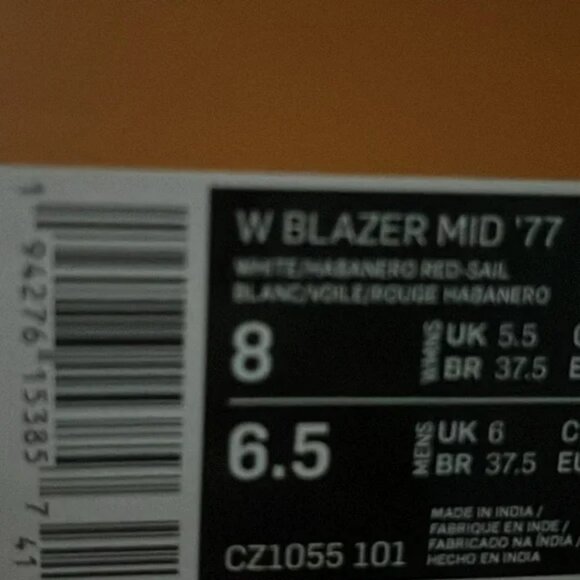 W BLAZER MID '77
WHITE/HABANERO RED-SAIL
BLANC/VOILE/ROUGE HABANERO
8
WMNS
UK 5.5
BR 37.5
6.5
MENS
UK 6 C
BR 37.5 EU
MADE IN INDIA /
FABRIQUE EN INDE /
FABRICADO NA ÍNDIA /
HECHO EN INDIA
CZ1055 101
1 94276 15385 7 41